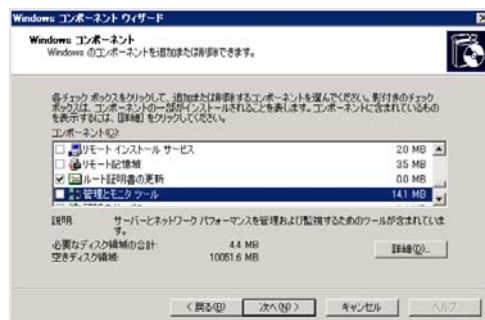 Windows コンポーネント ウィザード
Windows コンポーネント
Windows のコンポーネントを追加または削除できます。
各チェック ボックスをクリックして、追加または削除するコンポーネントを選んでください。影付きのチェック
ボックスは、コンポーネントの一部がインストールされることを表します。コンポーネントに含まれているもの
を表示するには、[詳細] をクリックしてください。
コンポーネント(C):
リモート インストール サービス 2.0 MB
リモート記憶域 3.5 MB
ルート証明書の更新 0.0 MB
管理とモニタ ツール 14.1 MB
説明: サーバーとネットワーク パフォーマンスを管理および監視するためのツールが含まれていま
す。
必要なディスク領域の合計: 4.4 MB
空きディスク領域: 10051.6 MB
詳細(D)...
< 戻る(B)
次へ(N) >
キャンセル
ヘルプ